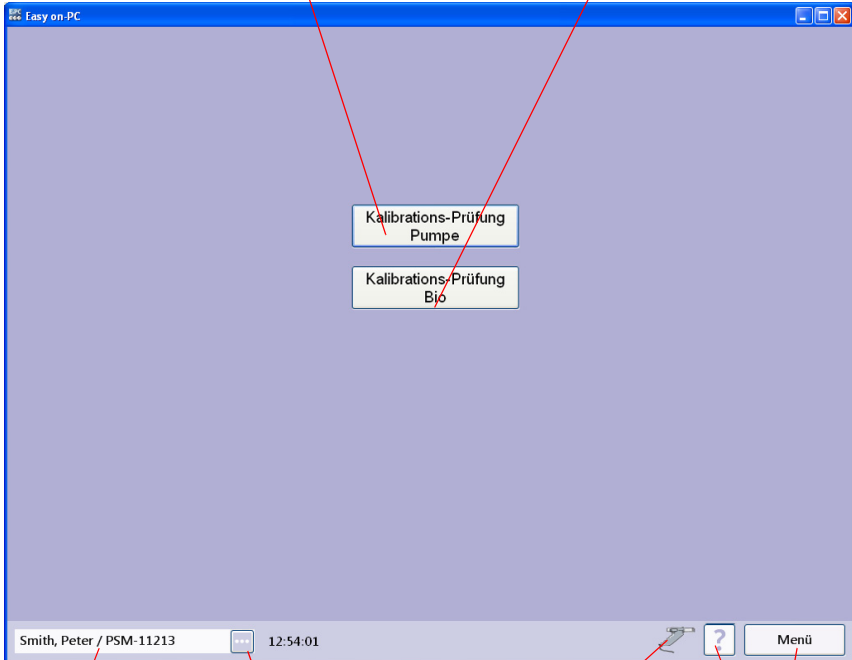 Easy on-PC
Kalibrations-Prüfung
Pumpe
Kalibrations-Prüfung
Bio
Smith, Peter / PSM-11213
...
12:54:01
?
Menü